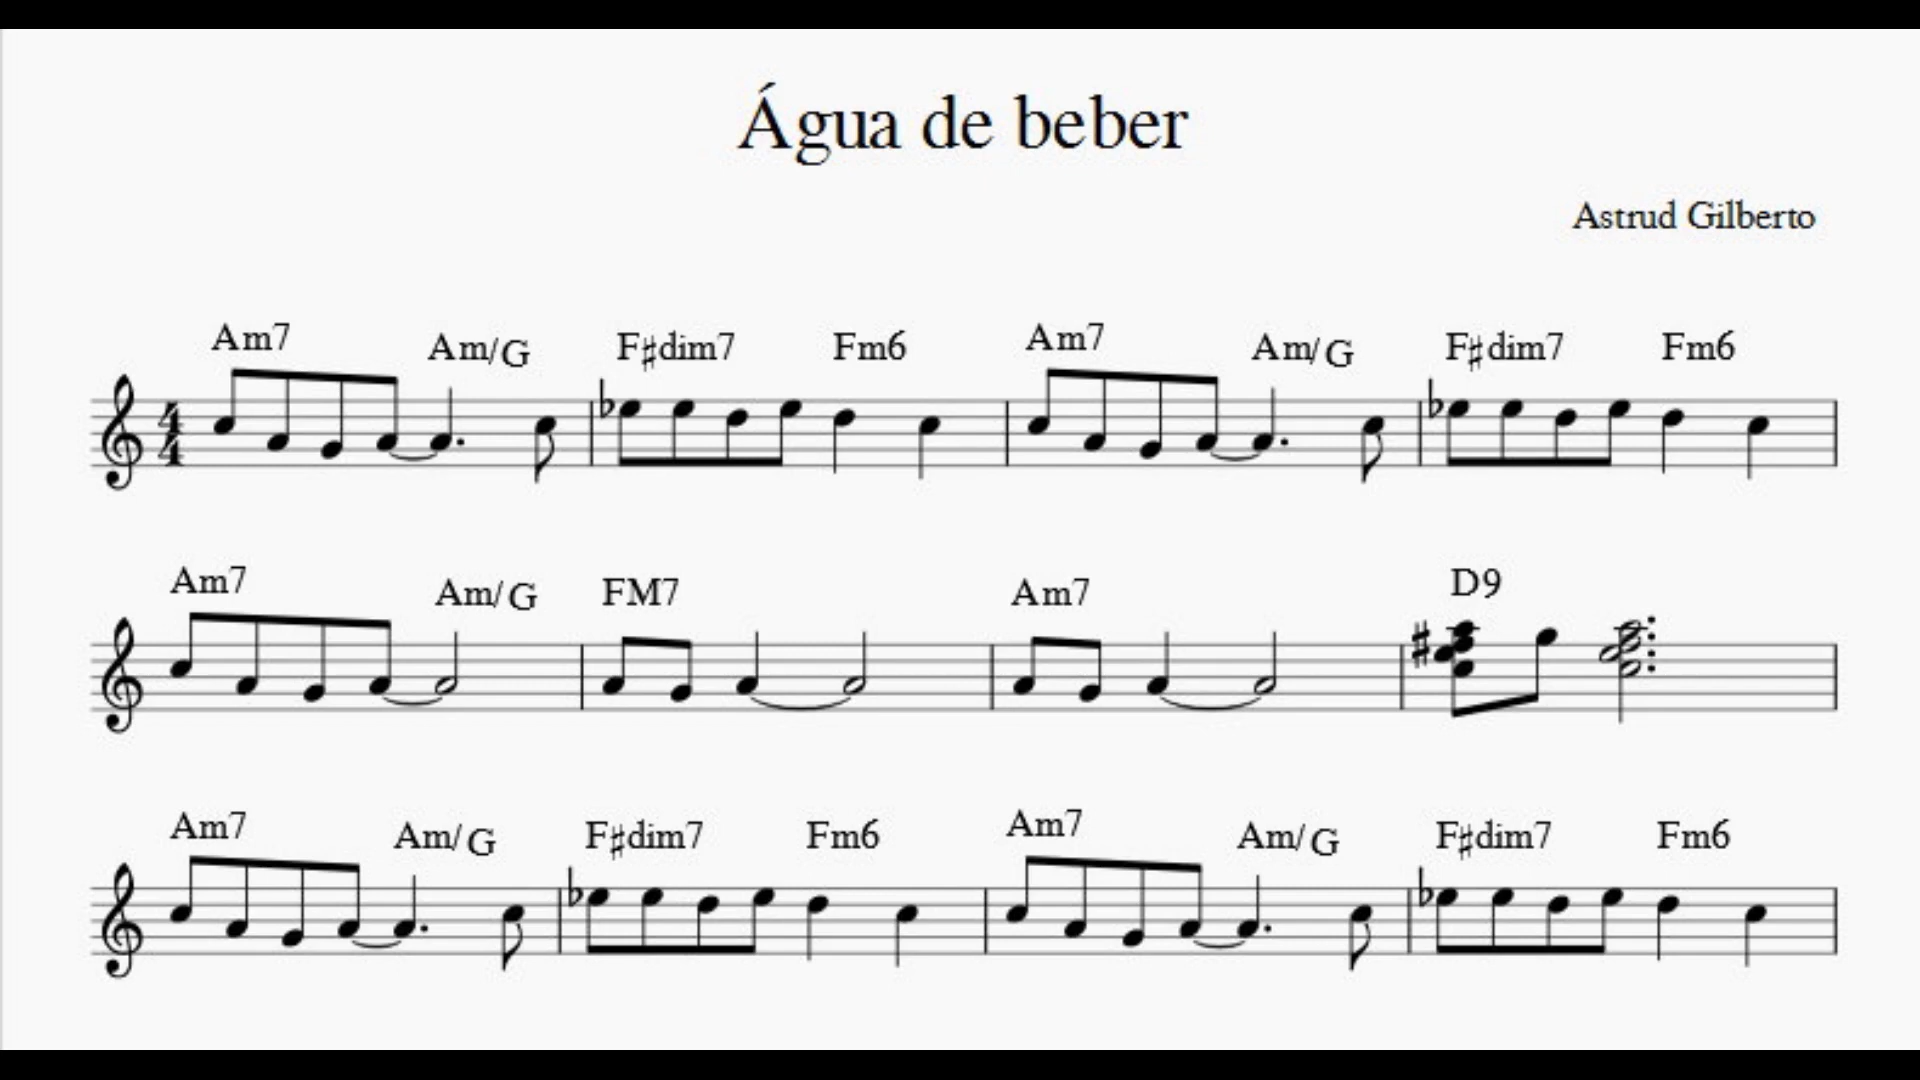 Água de beber
Astrud Gilberto
Am7 Am/G F♯dim7 Fm6 Am7 Am/G F♯dim7 Fm6
4
4
Am7 Am/G FM7 Am7 D9
Am7 Am/G F♯dim7 Fm6 Am7 Am/G F♯dim7 Fm6